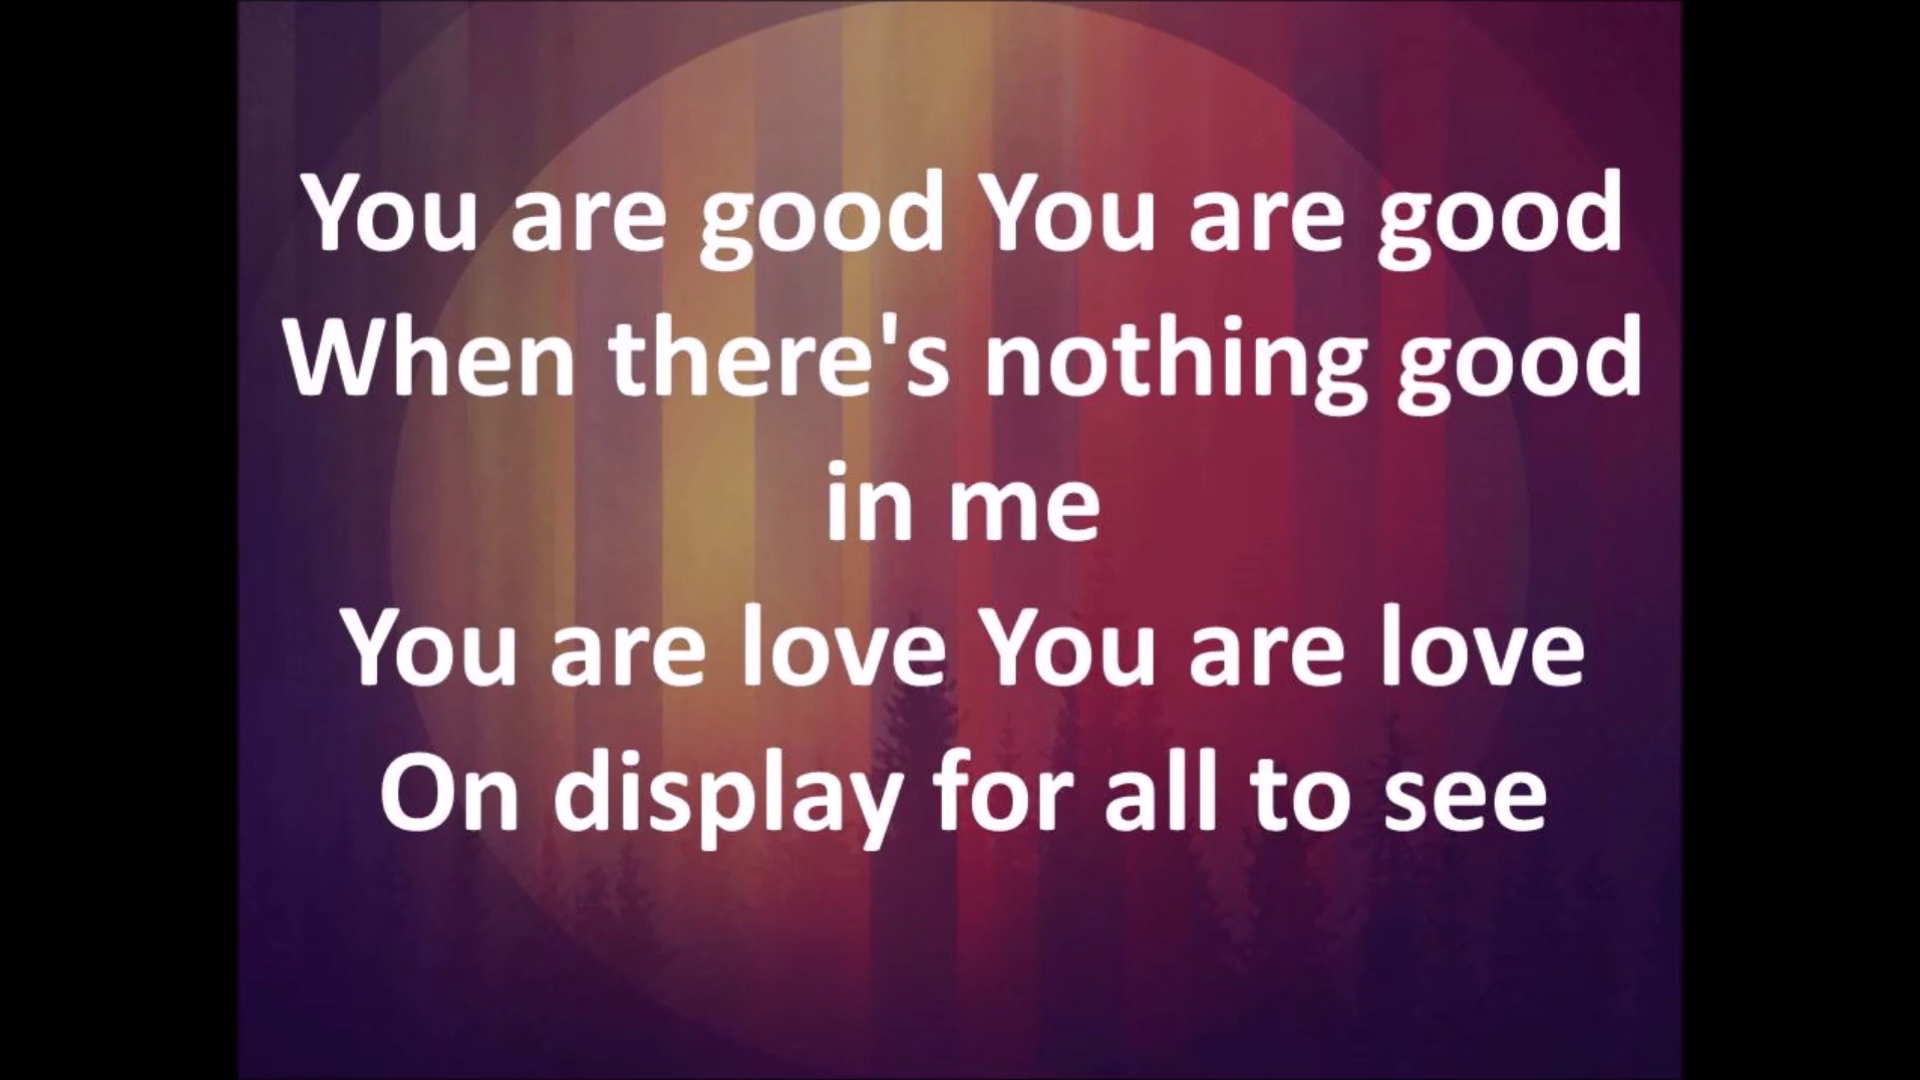 You are good You are good
When there's nothing good
in me
You are love You are love
On display for all to see